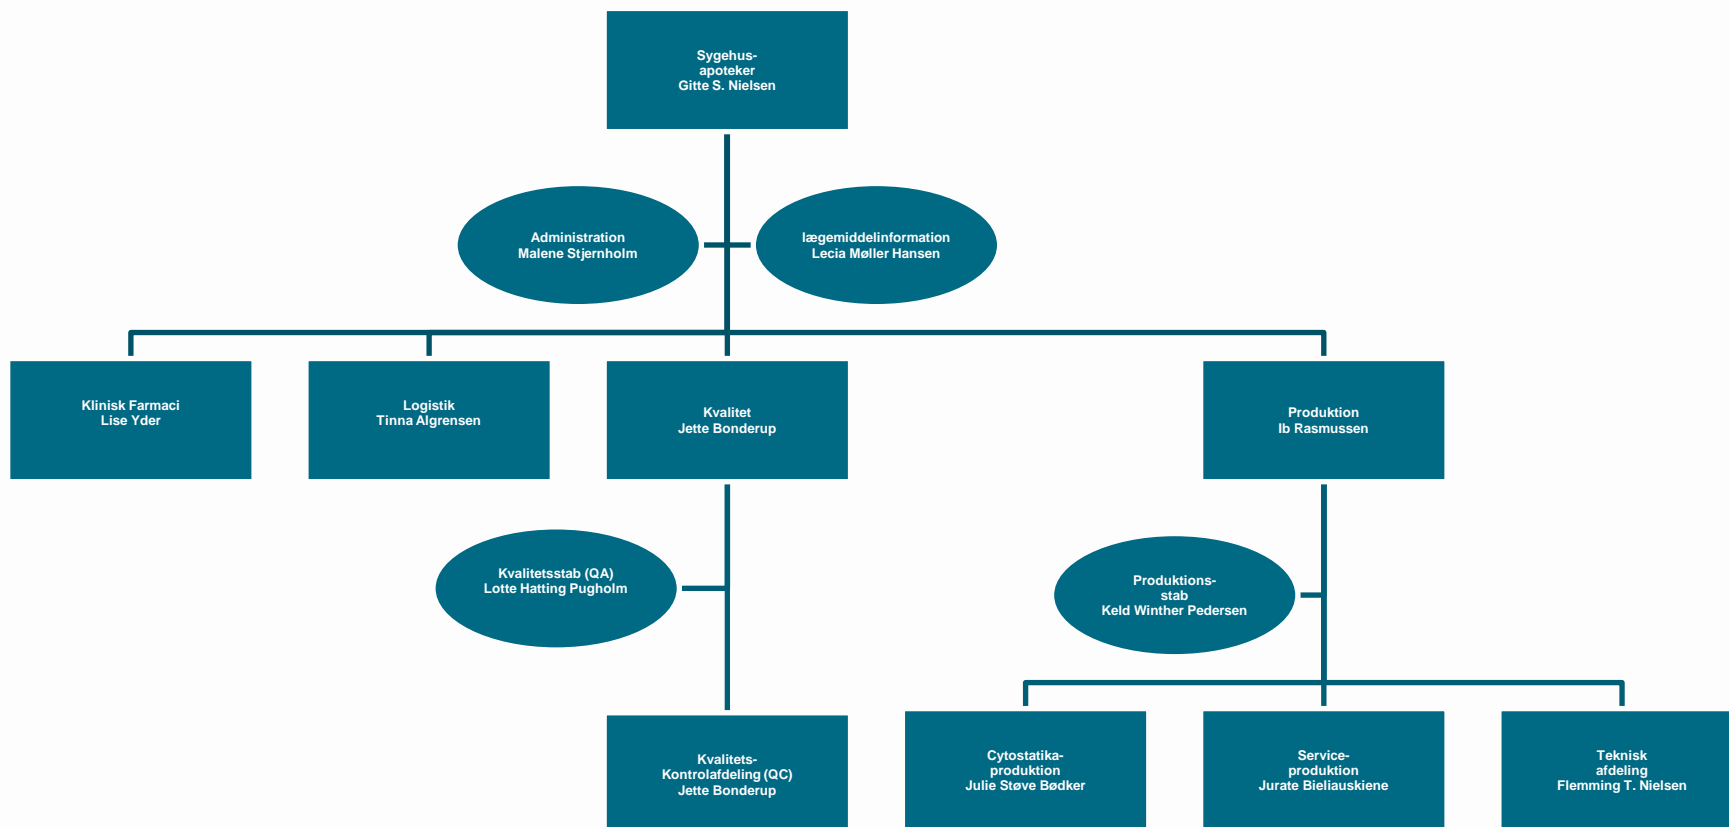 Sygehus-
apoteker
Gitte S. Nielsen
Administration
Malene Stjernholm
lægemiddelinformation
Lecia Møller Hansen
Klinisk Farmaci
Lise Yder
Logistik
Tinna Algrensen
Kvalitet
Jette Bonderup
Produktion
Ib Rasmussen
Kvalitetsstab (QA)
Lotte Hatting Pugholm
Produktions-
stab
Keld Winther Pedersen
Kvalitets-
Kontrolafdeling (QC)
Jette Bonderup
Cytostatika-
produktion
Julie Støve Bødker
Service-
produktion
Jurate Bieliauskiene
Teknisk
afdeling
Flemming T. Nielsen